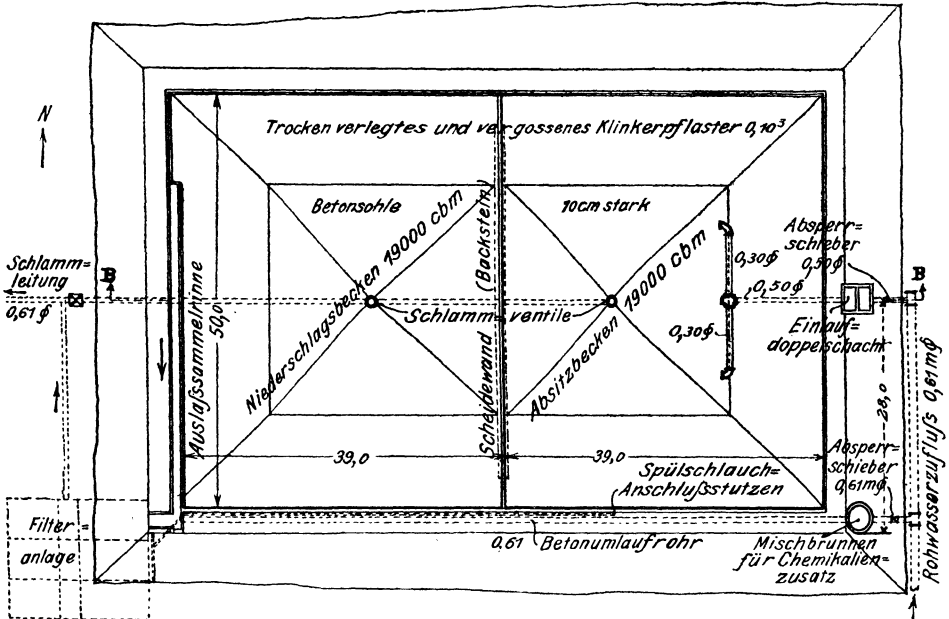 N
Trocken verlegtes und vergossenes Klinkerpflaster 0,10³
Betonsohle
10cm stark
Absperr=
schieber
0,50ϕ
Schlamm=
leitung
0,61 ϕ
B
B
0,30ϕ
0,50ϕ
Auslaßsammelrinne
50,0
Niederschlagsbecken 19000 cbm
Schlamm=ventile
Scheidewand (Backstein)
Absitzbecken 19000 cbm
0,30ϕ
Einlauf=
doppelschacht
28,0
Rohwasserzufluß 0,61mϕ
39,0
39,0
Absperr=
schieber
0,61mϕ
Spülschlauch=
Anschlußstutzen
Filter=
anlage
0,61 Betonumlaufrohr
Mischbrunnen
für Chemikalien=
zusatz